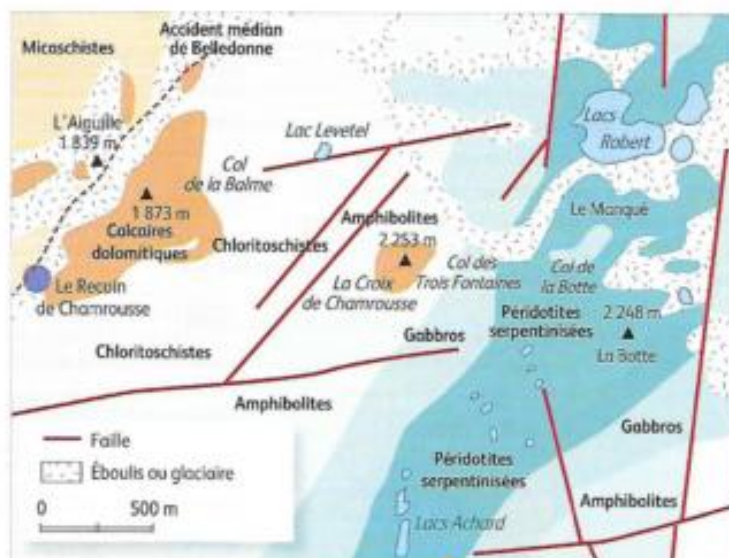 Micaschistes
Accident médian
de Belledonne
L'Aiguille
1 839 m
Lac Levetel
Lacs
Robert
Col
de la Balme
1 873 m
Calcaires
dolomitiques
Chloritoschistes
Amphibolites
2 253 m
Le Manqué
La Croix
de Chamrousse
Col des
Trois Fontaines
Col de
la Botte
Le Recoin
de Chamrousse
Péridotites
serpentinisées
2 248 m
La Botte
Chloritoschistes
Gabbros
Amphibolites
Gabbros
Faille
Éboulis ou glaciaire
0 500 m
Péridotites
serpentinisées
Amphibolites
Lacs Achard